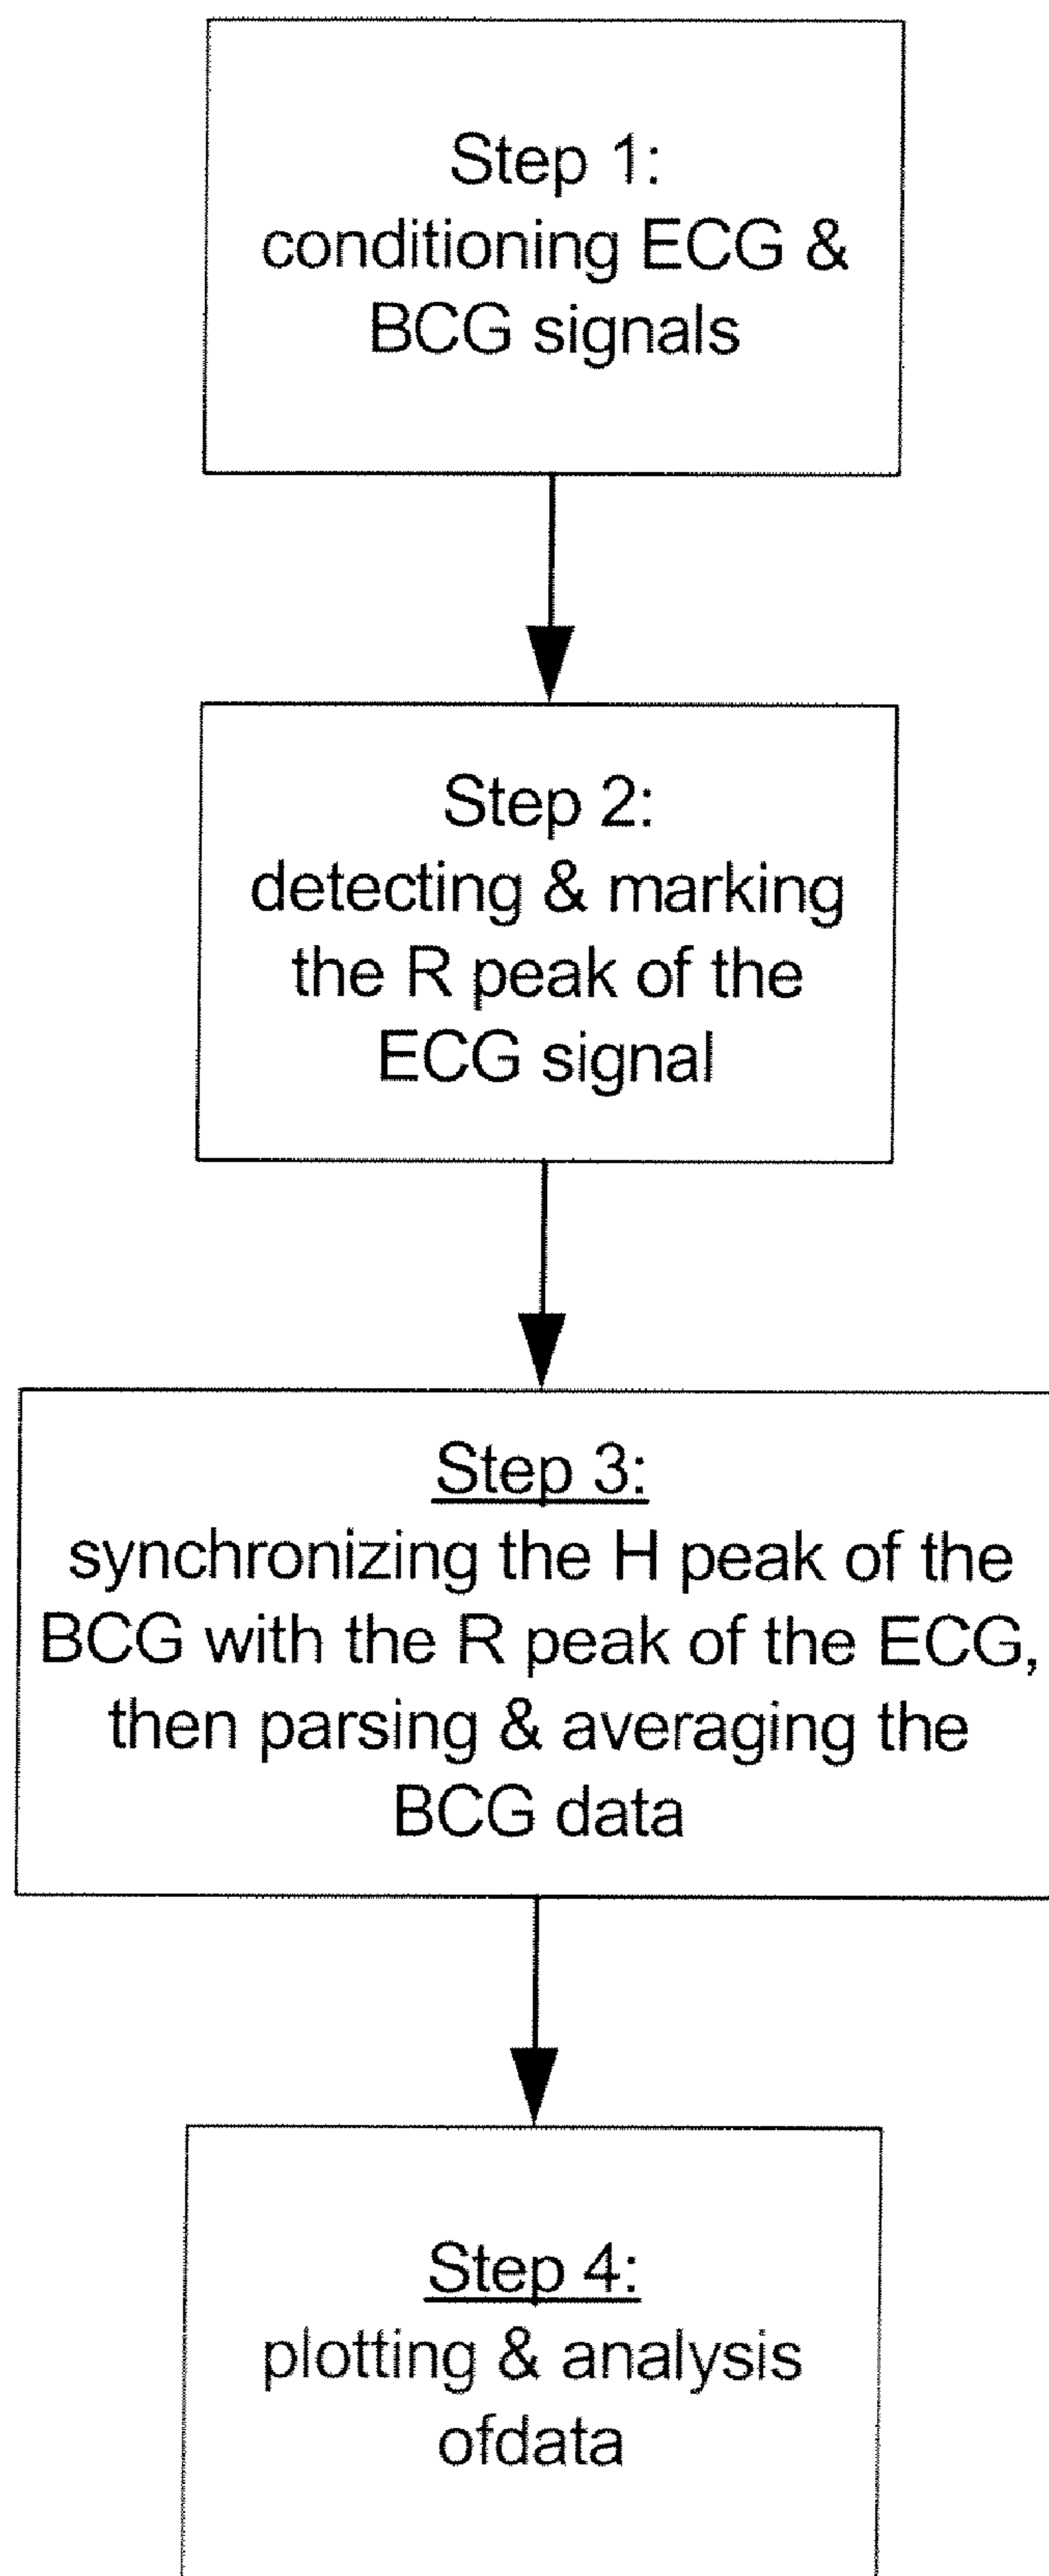 Step 1:
conditioning ECG &
BCG signals
Step 2:
detecting & marking
the R peak of the
ECG signal
Step 3:
synchronizing the H peak of the
BCG with the R peak of the ECG,
then parsing & averaging the
BCG data
Step 4:
plotting & analysis
ofdata